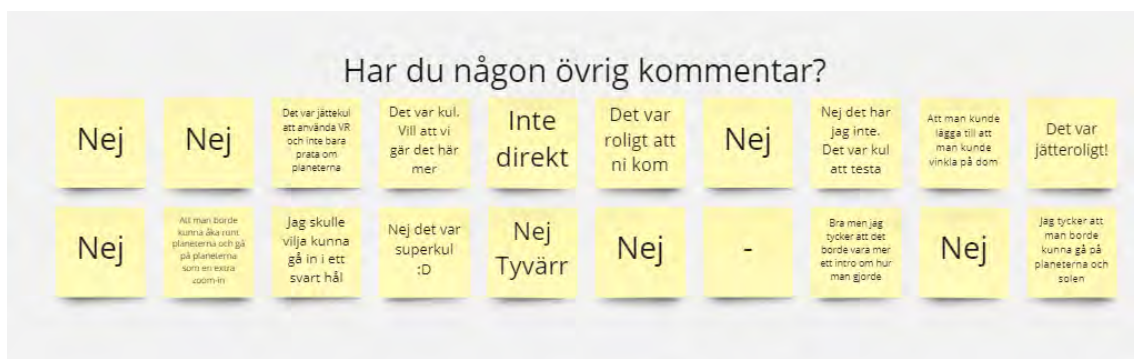 Har du någon övrig kommentar?
Nej
Nej
Det var jättekul
att använda VR
och inte bara
prata om
planeterna
Det var kul.
Vill att vi
gär det här
mer
Inte
direkt
Det var
roligt att
ni kom
Nej
Nej det har
jag inte.
Det var kul
att testa
Att man kunde
lägga till att
man kunde
vinkla på dom
Det var
jätteroligt!
Nej
Att man borde
kunna åka runt
planeterna och gå
på planeterna
som en extra
zoom-in
Jag skulle
vilja kunna
gå in i ett
svart hål
Nej det var
superkul
:D
Nej
Tyvärr
Nej
-
Bra men jag
tycker att det
borde vara mer
ett intro om hur
man gjorde
Nej
Jag tycker att
man borde
kunna gå på
planeterna och
solen